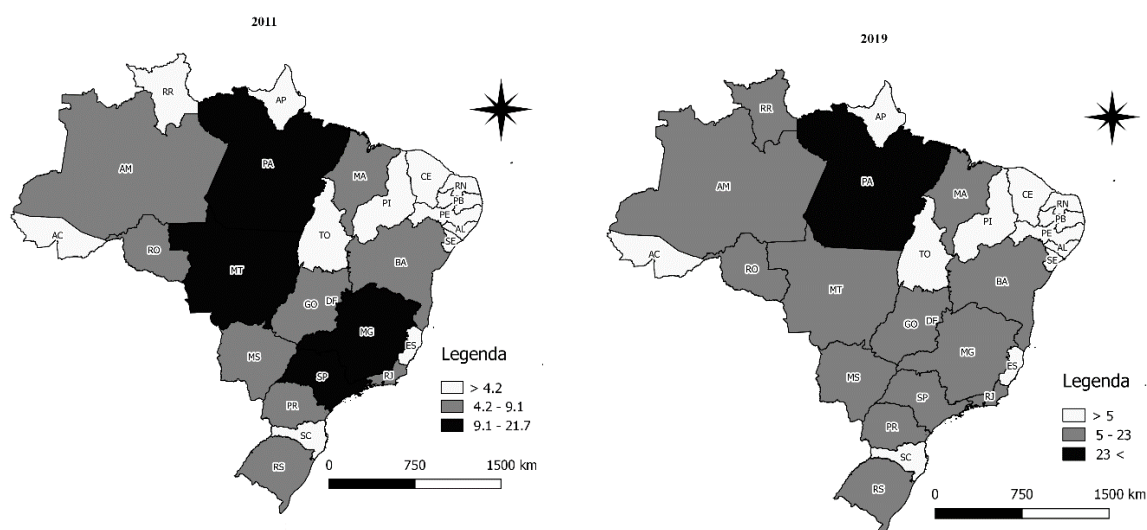 2011
RR
AP
AM
PA
MA
CE
RN
PB
PI
PE
AL
SE
AC
TO
RO
BA
MT
GO
DF
MG
ES
MS
SP
RJ
PR
SC
RS
Legenda
> 4.2
4.2 - 9.1
9.1 - 21.7
0 750 1500 km
2019
RR
AP
AM
PA
MA
CE
RN
PB
PI
PE
AL
SE
AC
TO
RO
BA
MT
GO
DF
MG
ES
MS
SP
RJ
PR
SC
RS
Legenda
> 5
5 - 23
23 <
0 750 1500 km